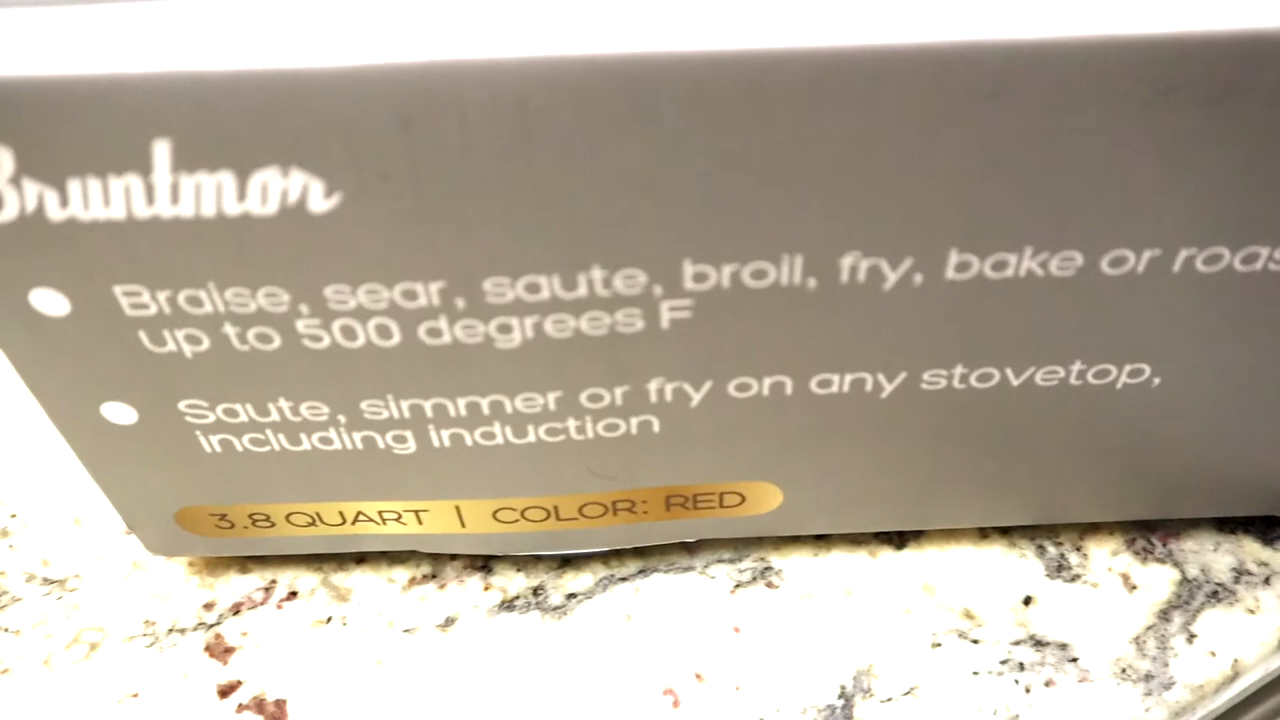 Bruntmor
Braise, sear, saute, broil, fry, bake or roas
up to 500 degrees F
Saute, simmer or fry on any stovetop,
including induction
3.8 QUART | COLOR: RED